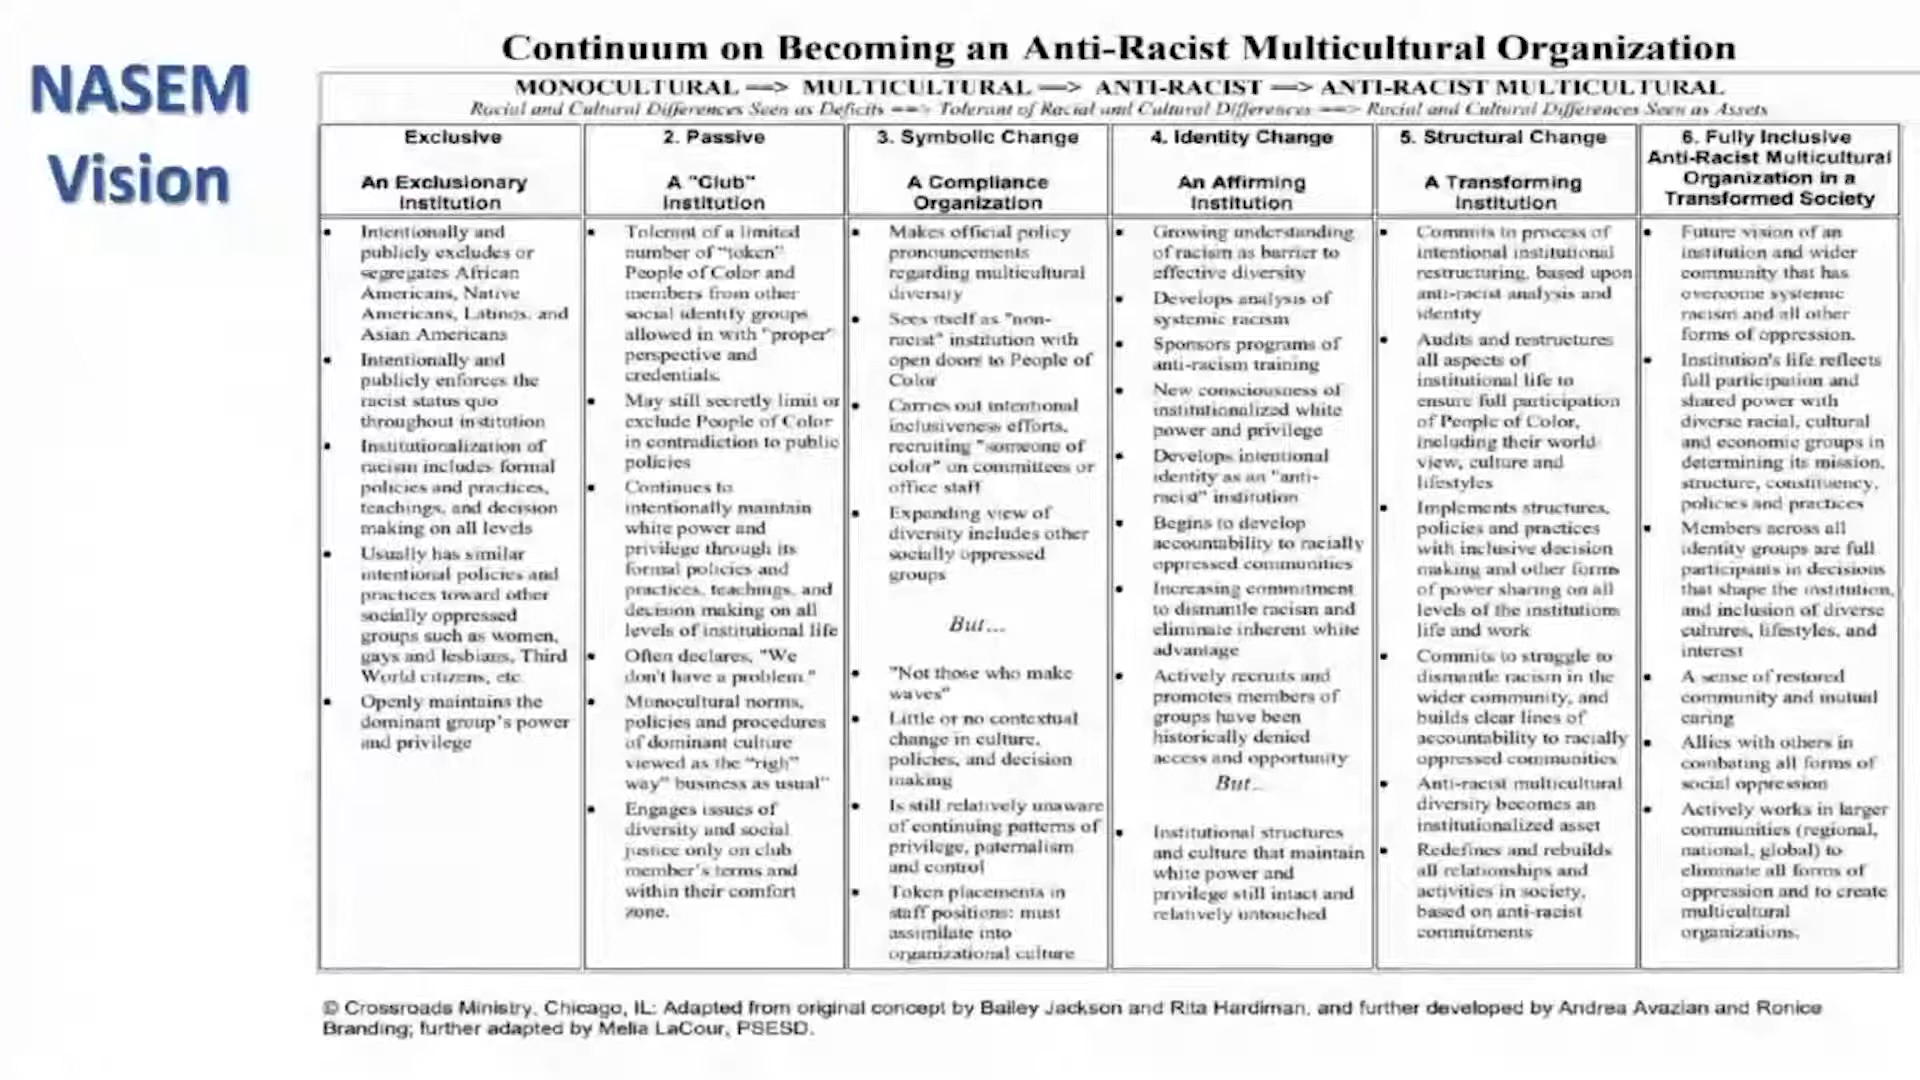 NASEM
Vision
Continuum on Becoming an Anti-Racist Multicultural Organization
MONOCULTURAL ==> MULTICULTURAL ==> ANTI-RACIST ==> ANTI-RACIST MULTICULTURAL
Racial and Cultural Differences Seen as Deficits ==> Tolerant of Racial and Cultural Differences ==> Racial and Cultural Differences Seen as Assets
Exclusive
An Exclusionary
Institution
• Intentionally and
publicly excludes or
segregates African
Americans, Native
Americans, Latinos, and
Asian Americans
• Intentionally and
publicly enforces the
racist status quo
throughout institution
• Institutionalization of
racism includes formal
policies and practices,
teachings, and decision
making on all levels
• Usually has similar
intentional policies and
practices toward other
socially oppressed
groups such as women,
gays and lesbians, Third
World citizens, etc
• Openly maintains the
dominant group's power
and privilege
2. Passive
A "Club"
Institution
• Tolerant of a limited
number of "token"
People of Color and
members from other
social identify groups
allowed in with "proper"
perspective and
credentials.
• May still secretly limit or
exclude People of Color
in contradiction to public
policies
• Continues to
intentionally maintain
white power and
privilege through its
formal policies and
practices, teachings, and
decision making on all
levels of institutional life
• Often declares, "We
don't have a problem."
• Monocultural norms,
policies and procedures
of dominant culture
viewed as the "righ"
way" business as usual"
• Engages issues of
diversity and social
justice only on club
member's terms and
within their comfort
zone.
3. Symbolic Change
A Compliance
Organization
• Makes official policy
pronouncements
regarding multicultural
diversity
• Sees itself as "non-
racist" institution with
open doors to People of
Color
• Carries out intentional
inclusiveness efforts,
recruiting "someone of
color" on committees or
office staff
• Expanding view of
diversity includes other
socially oppressed
groups
But...
• "Not those who make
waves"
• Little or no contextual
change in culture,
policies, and decision
making
• Is still relatively unaware
of continuing patterns of
privilege, paternalism
and control
• Token placements in
staff positions: must
assimilate into
organizational culture
4. Identity Change
An Affirming
Institution
• Growing understanding
of racism as barrier to
effective diversity
• Develops analysis of
systemic racism
• Sponsors programs of
anti-racism training
• New consciousness of
institutionalized white
power and privilege
• Develops intentional
identity as an "anti-
racist" institution
• Begins to develop
accountability to racially
oppressed communities
• Increasing commitment
to dismantle racism and
eliminate inherent white
advantage
• Actively recruits and
promotes members of
groups have been
historically denied
access and opportunity
But...
• Institutional structures
and culture that maintain
white power and
privilege still intact and
relatively untouched
5. Structural Change
A Transforming
Institution
• Commits to process of
intentional institutional
restructuring, based upon
anti-racist analysis and
identity
• Audits and restructures
all aspects of
institutional life to
ensure full participation
of People of Color,
including their world-
view, culture and
lifestyles
• Implements structures,
policies and practices
with inclusive decision
making and other forms
of power sharing on all
levels of the institutions
life and work
• Commits to struggle to
dismantle racism in the
wider community, and
builds clear lines of
accountability to racially
oppressed communities
• Anti-racist multicultural
diversity becomes an
institutionalized asset
• Redefines and rebuilds
all relationships and
activities in society,
based on anti-racist
commitments
6. Fully Inclusive
Anti-Racist Multicultural
Organization in a
Transformed Society
• Future vision of an
institution and wider
community that has
overcome systemic
racism and all other
forms of oppression.
• Institution's life reflects
full participation and
shared power with
diverse racial, cultural
and economic groups in
determining its mission,
structure, constituency,
policies and practices
• Members across all
identity groups are full
participants in decisions
that shape the institution,
and inclusion of diverse
cultures, lifestyles, and
interest
• A sense of restored
community and mutual
caring
• Allies with others in
combating all forms of
social oppression
• Actively works in larger
communities (regional,
national, global) to
eliminate all forms of
oppression and to create
multicultural
organizations.
© Crossroads Ministry, Chicago, IL: Adapted from original concept by Bailey Jackson and Rita Hardiman, and further developed by Andrea Avazian and Ronice
Branding; further adapted by Melia LaCour, PSESD.